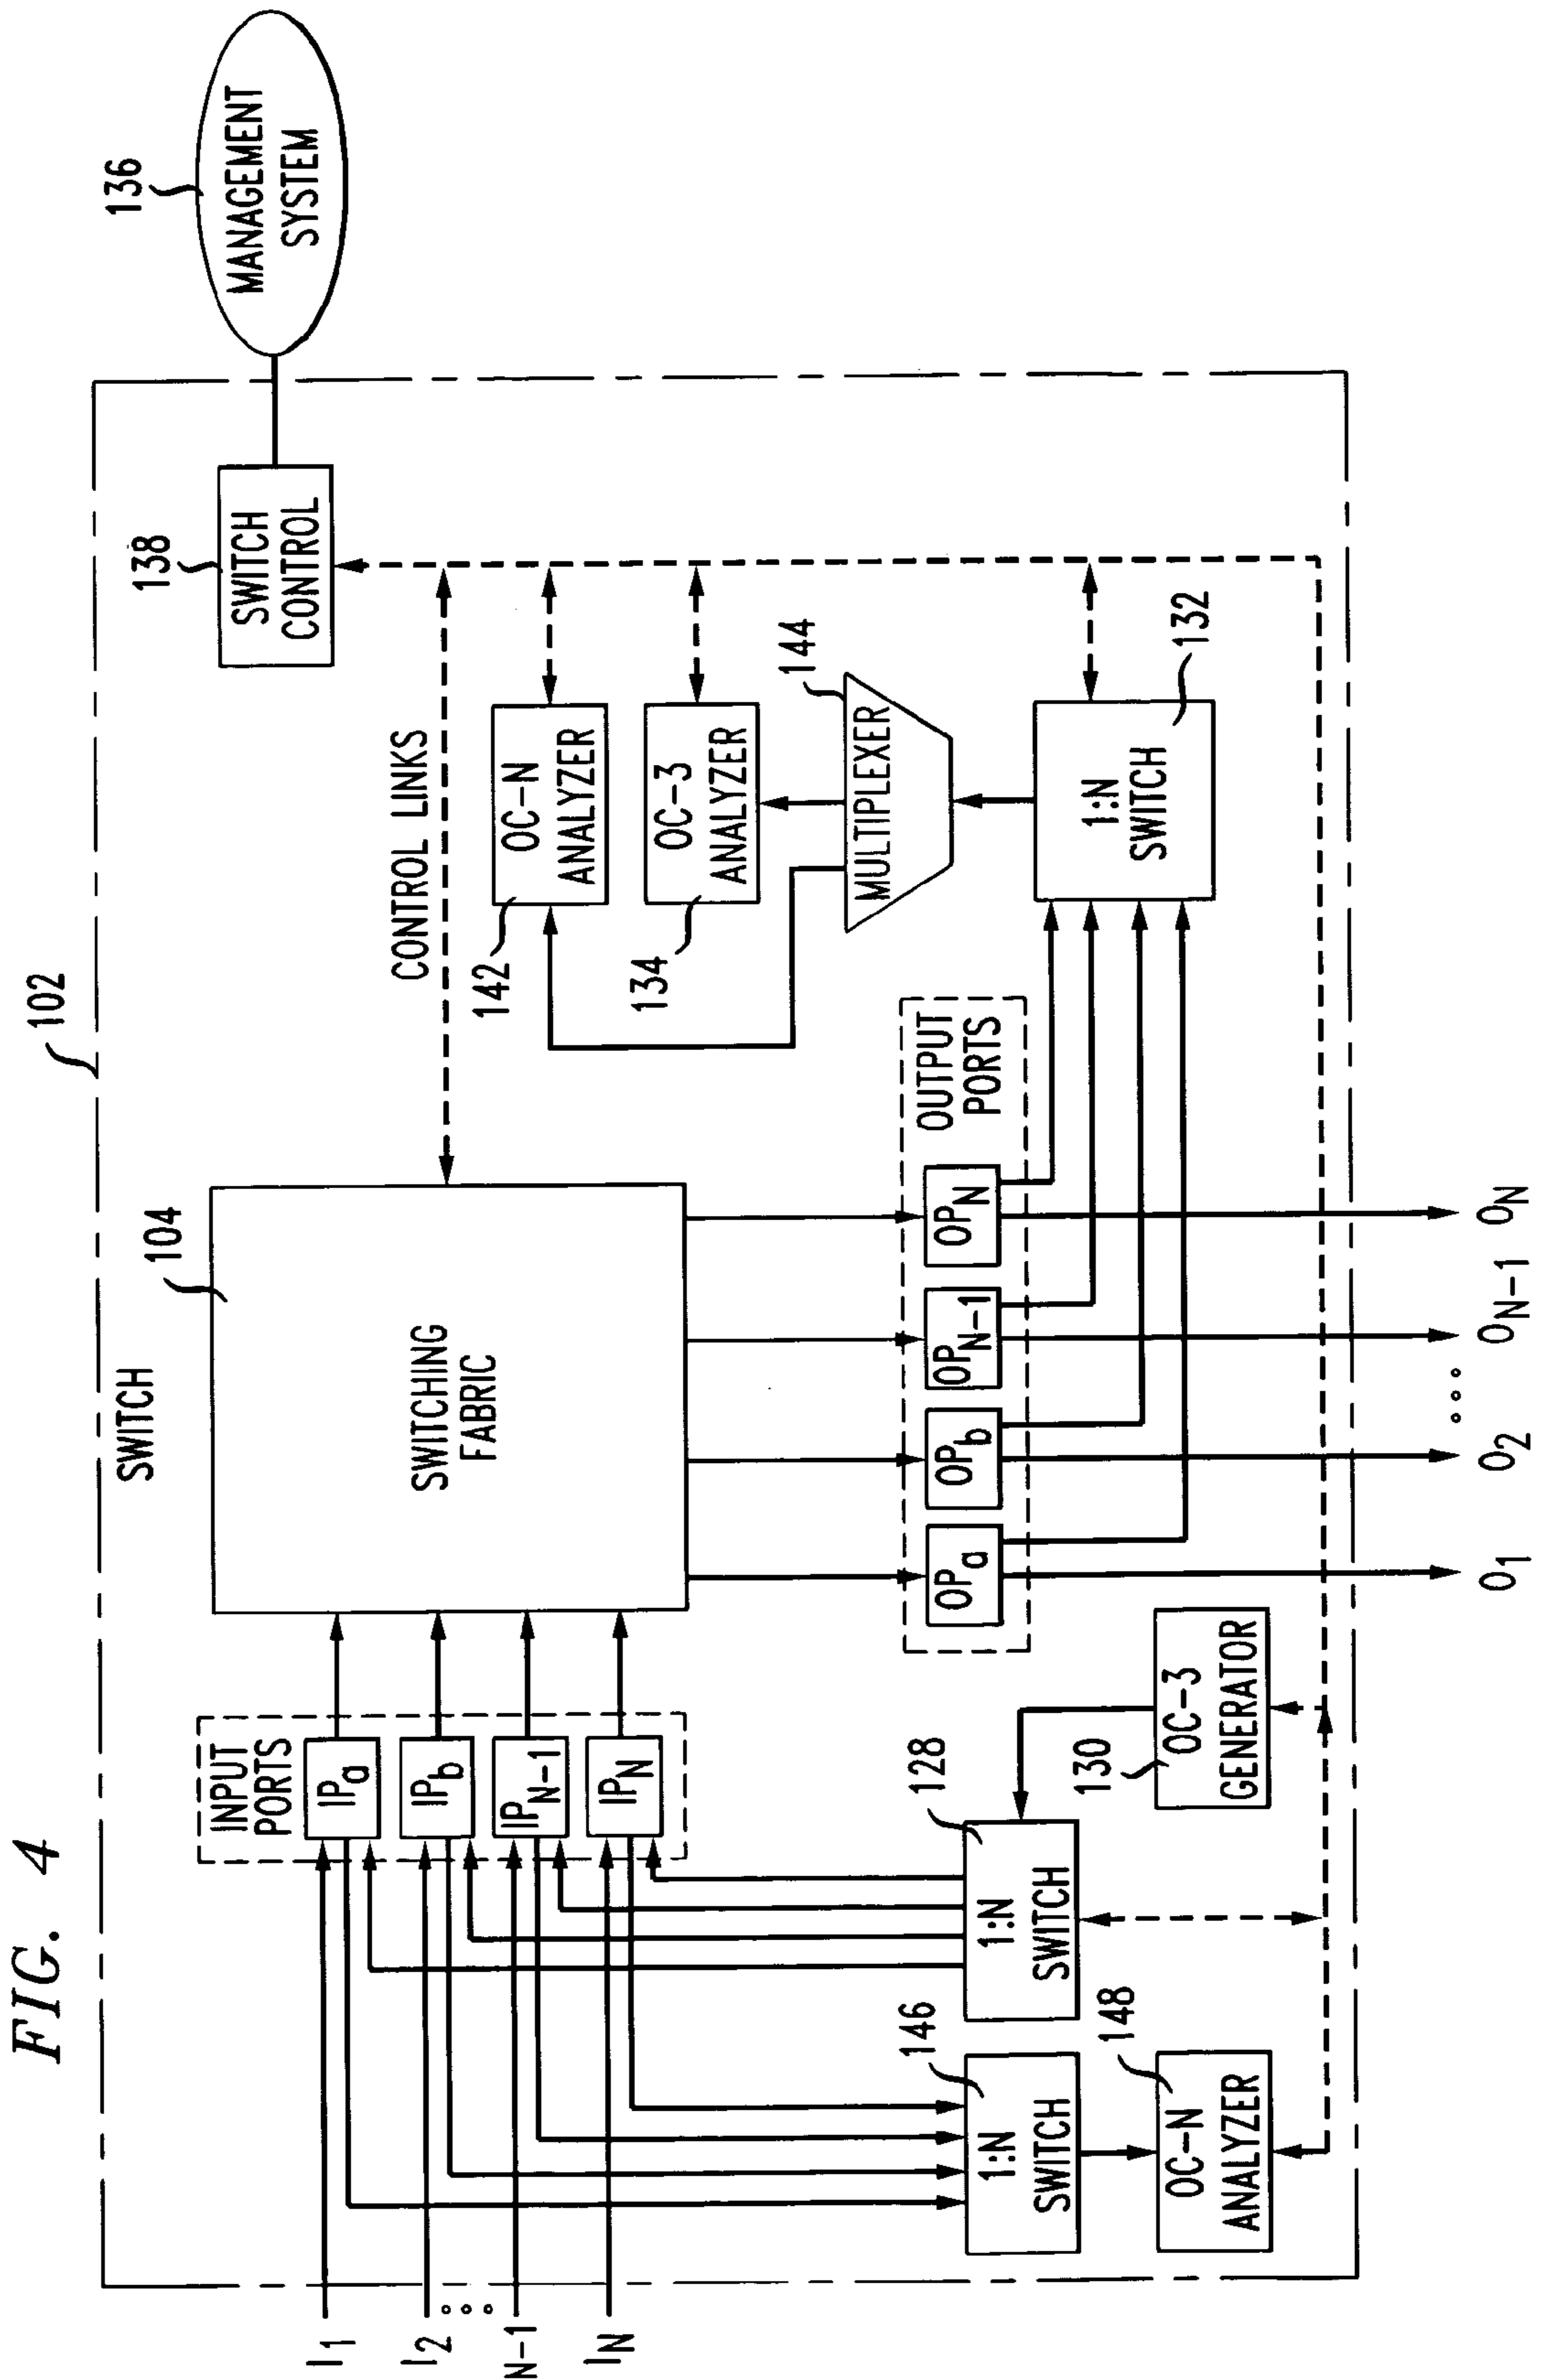 FIG. 4
SWITCH
102
104
136
MANAGEMENT
SYSTEM
138
SWITCH
CONTROL
CONTROL LINKS
INPUT
PORTS
IPa
IPb
IPN-1
IPN
SWITCHING
FABRIC
142
OC-N
ANALYZER
134
OC-3
ANALYZER
144
MULTIPLEXER
OUTPUT
PORTS
OPa
OPb
OPN-1
OPN
132
1:N
SWITCH
146
1:N
SWITCH
128
1:N
SWITCH
148
OC-N
ANALYZER
130
OC-3
GENERATOR
I1
I2
N-1
IN
O1
O2
ON-1
ON